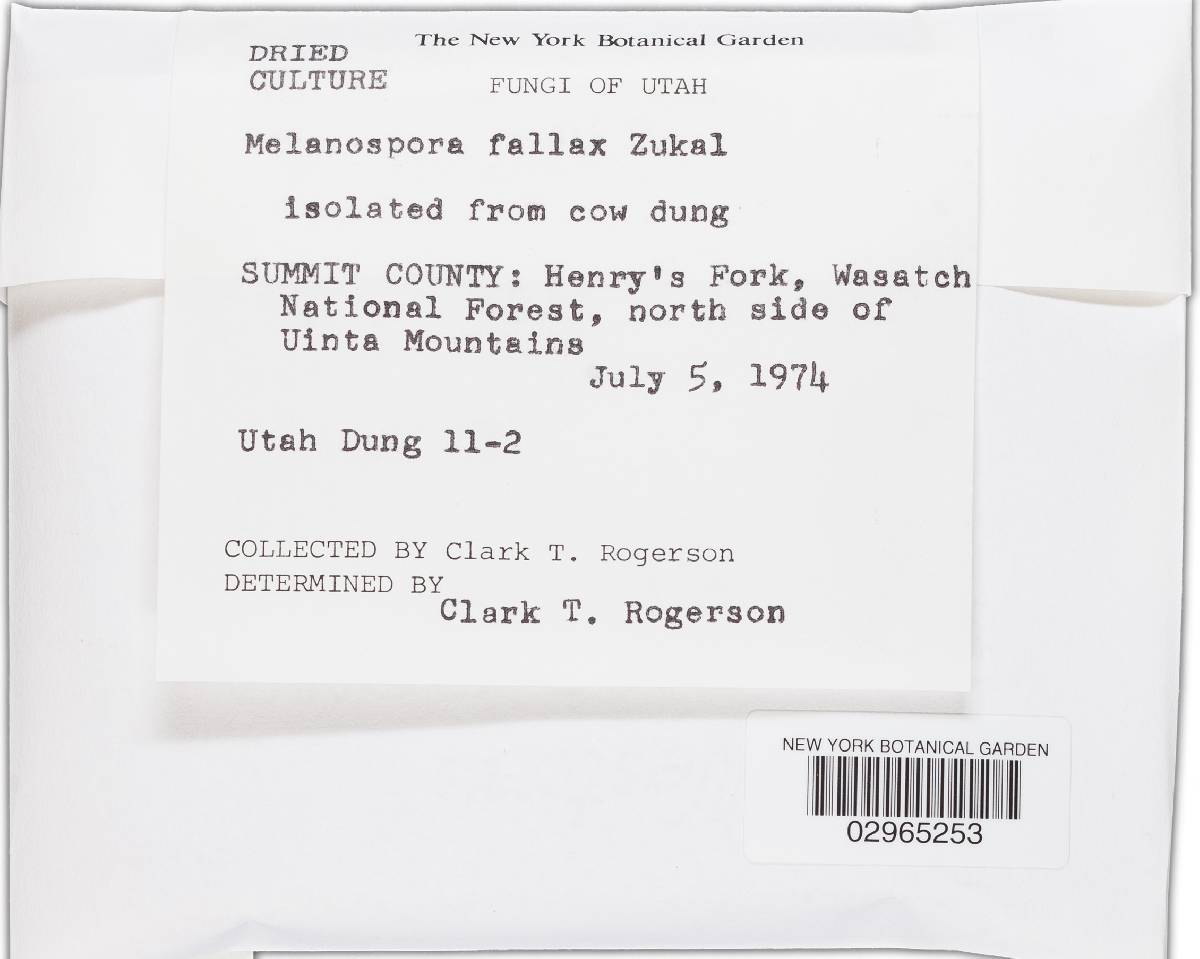 The New York Botanical Garden
DRIED
CULTURE
FUNGI OF UTAH
Melanospora fallax Zukal
isolated from cow dung
SUMMIT COUNTY: Henry's Fork, Wasatch
National Forest, north side of
Uinta Mountains
July 5, 1974
Utah Dung 11-2
COLLECTED BY Clark T. Rogerson
DETERMINED BY
Clark T. Rogerson
NEW YORK BOTANICAL GARDEN
02965253